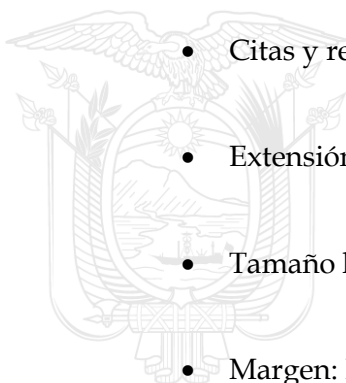 • Citas y re
• Extensión
• Tamaño
• Margen: